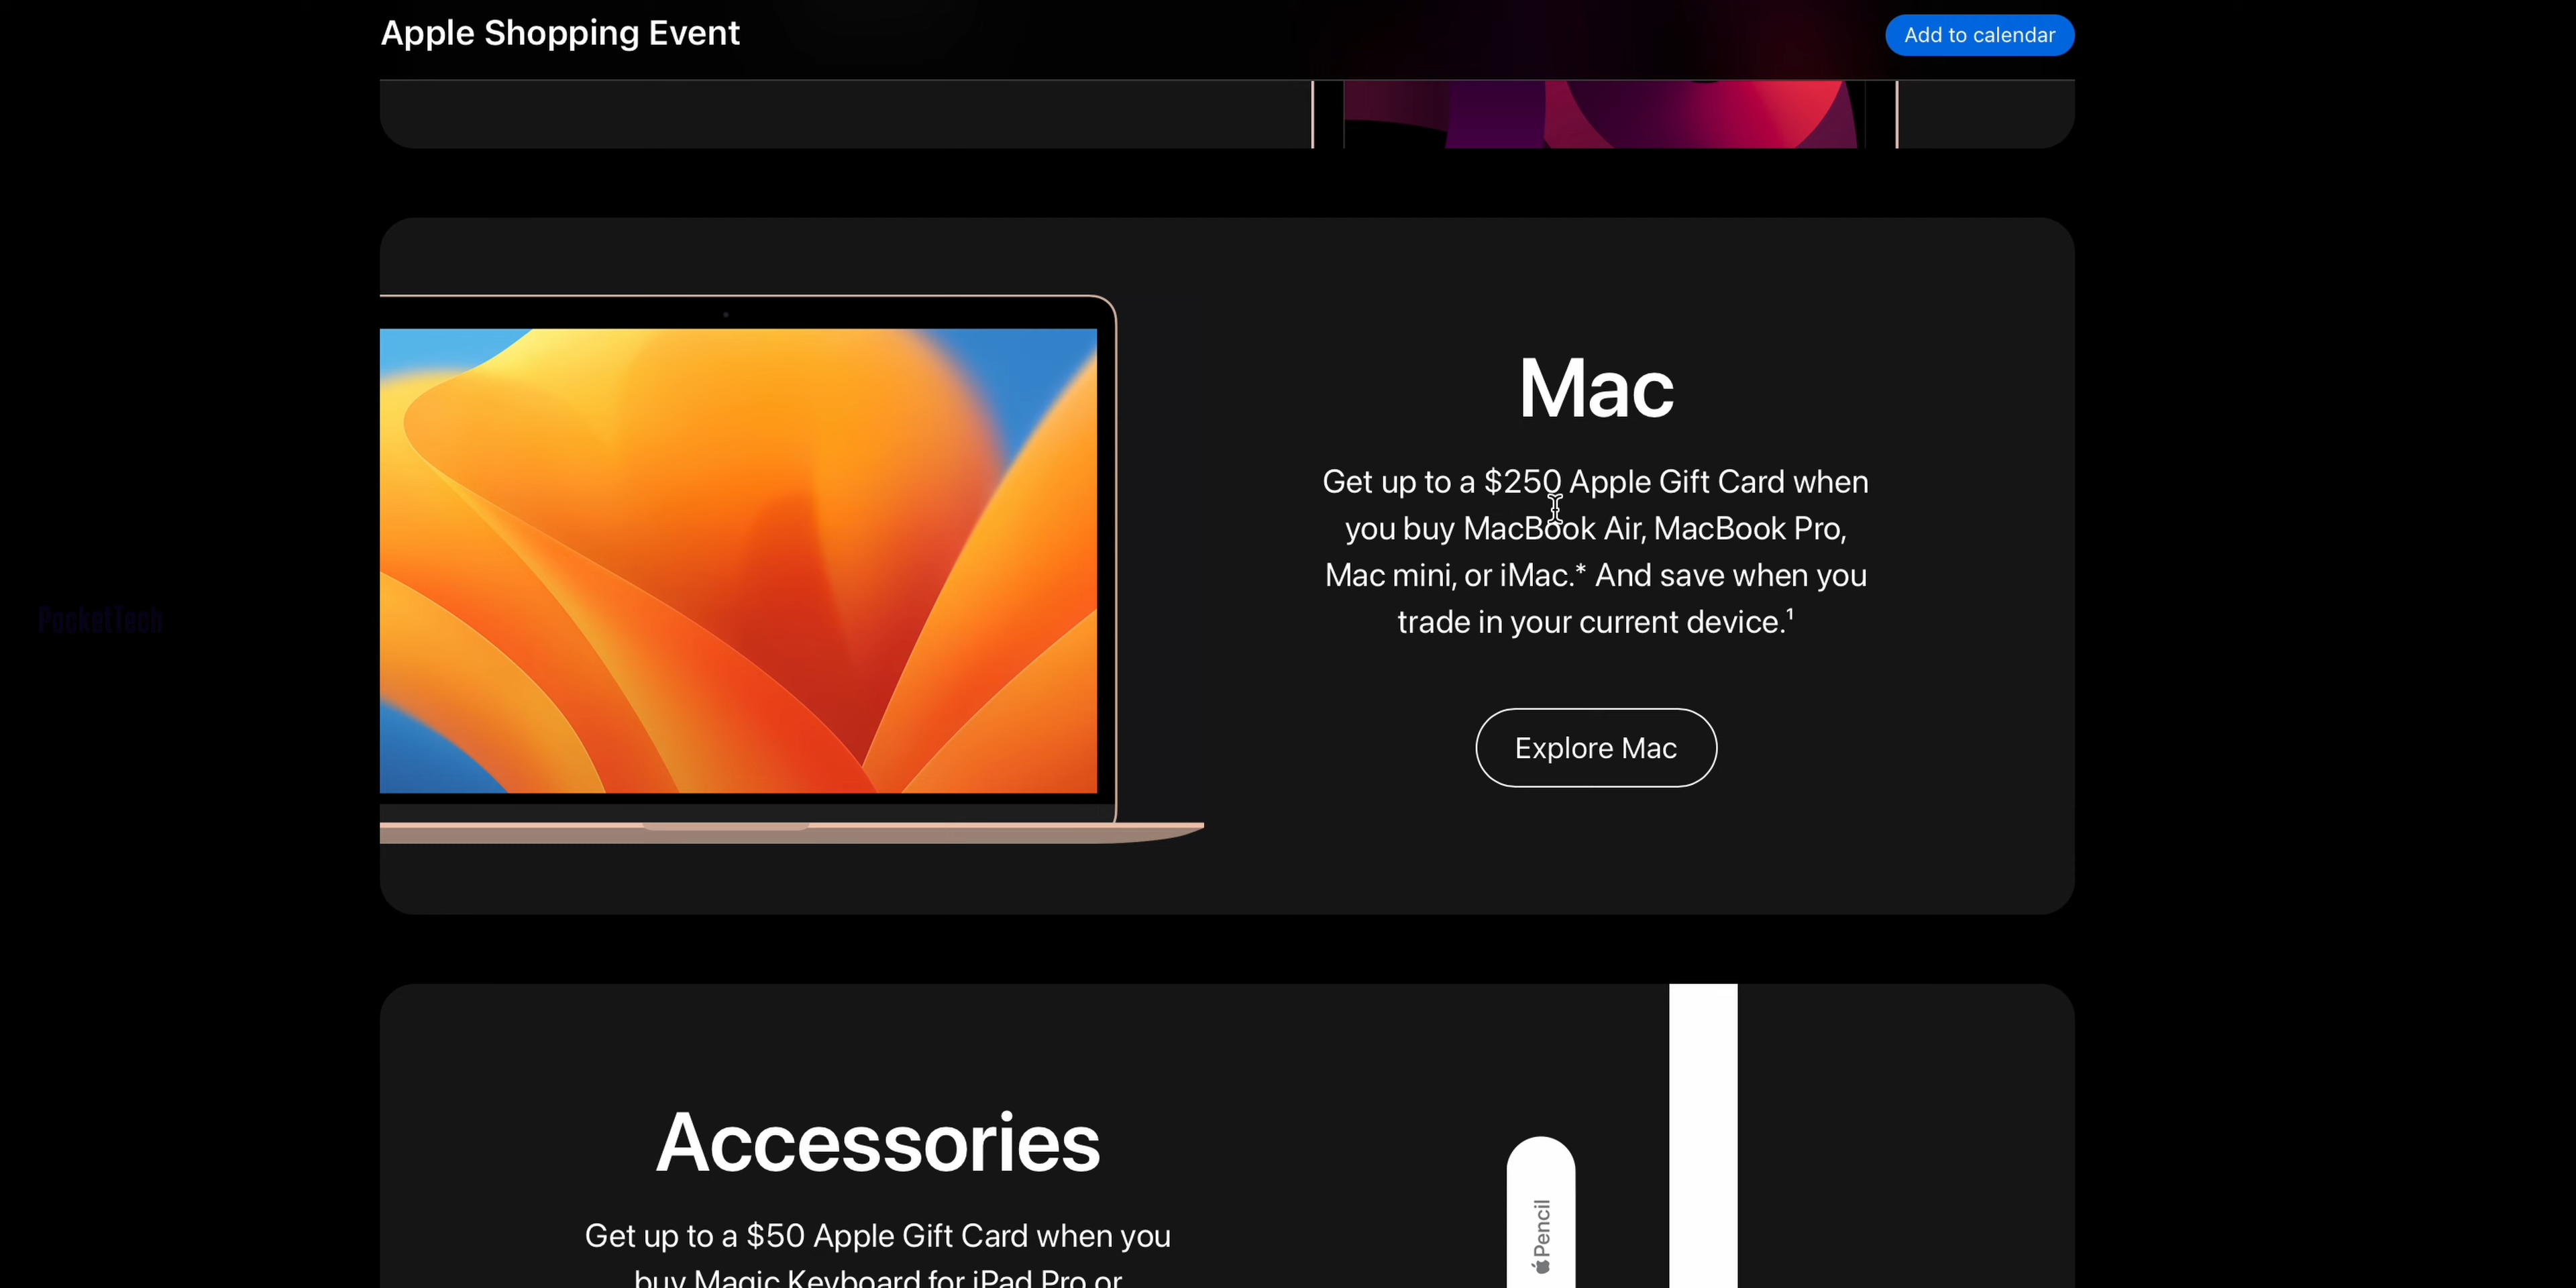 Apple Shopping Event
Add to calendar
Mac
Get up to a $250 Apple Gift Card when
you buy MacBook Air, MacBook Pro,
Mac mini, or iMac.* And save when you
trade in your current device.¹
Explore Mac
PocketTech
Accessories
Get up to a $50 Apple Gift Card when you
buy Magic Keyboard for iPad Pro or
Pencil